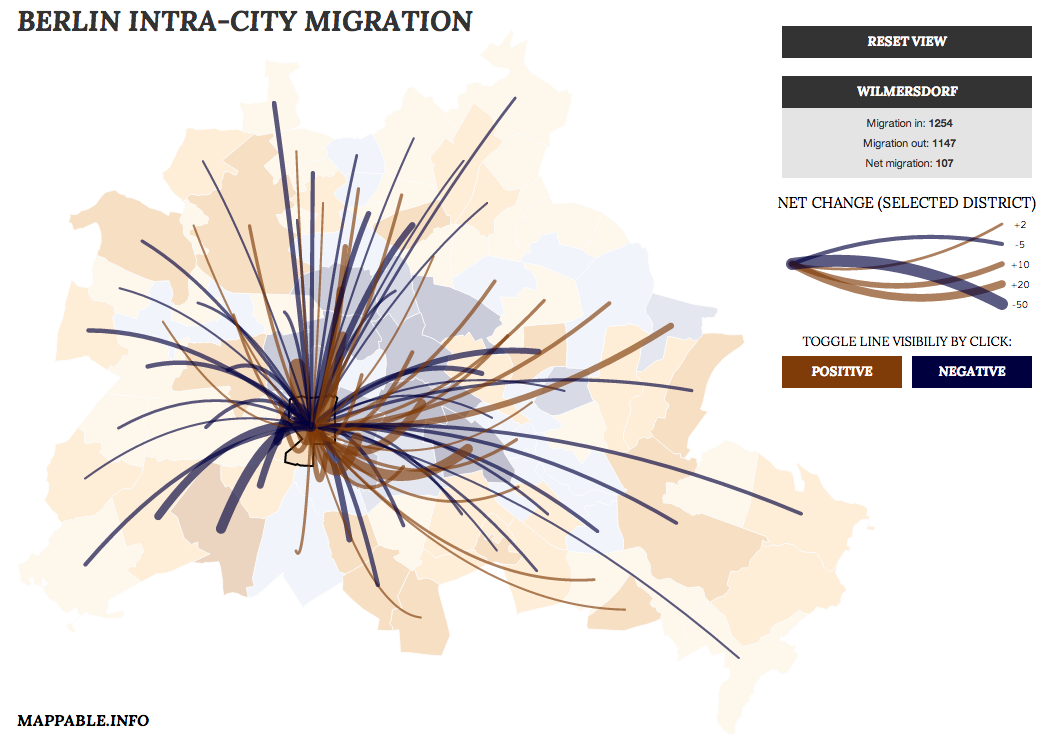 BERLIN INTRA-CITY MIGRATION
RESET VIEW
WILMERSDORF
Migration in: 1254
Migration out: 1147
Net migration: 107
NET CHANGE (SELECTED DISTRICT)
+2
-5
+10
+20
-50
TOGGLE LINE VISIBILIY BY CLICK:
POSITIVE NEGATIVE
MAPPABLE.INFO